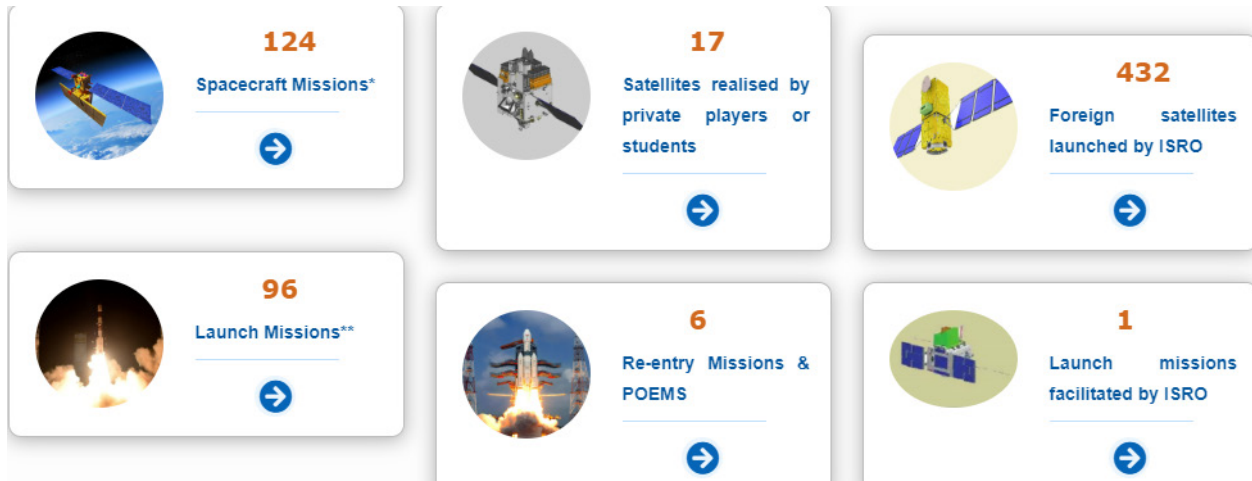 124
Spacecraft Missions*
17
Satellites realised by
private players or
students
432
Foreign satellites
launched by ISRO
96
Launch Missions**
6
Re-entry Missions &
POEMS
1
Launch missions
facilitated by ISRO